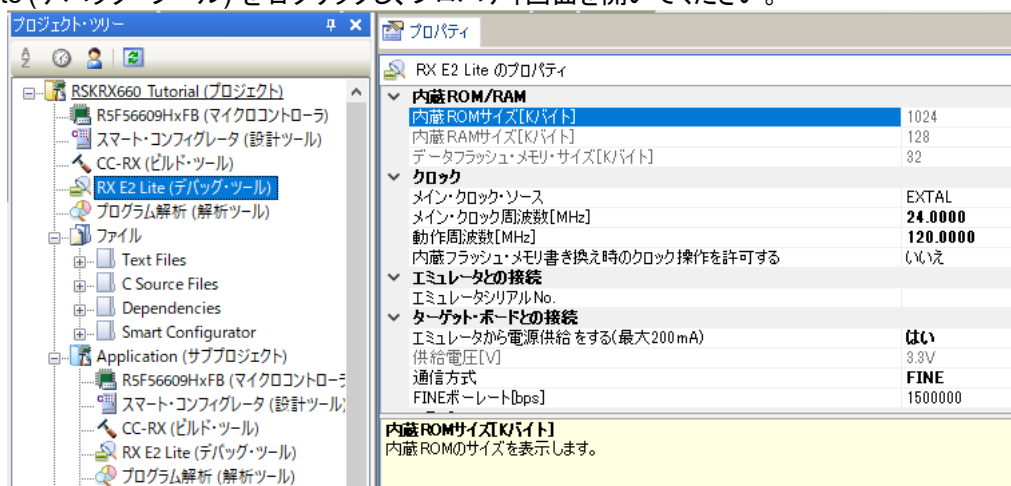 プロジェクト・ツリー
RSKRX660_Tutorial (プロジェクト)
R5F56609HxFB (マイクロコントローラ)
スマート・コンフィグレータ (設計ツール)
CC-RX (ビルド・ツール)
RX E2 Lite (デバッグ・ツール)
プログラム解析 (解析ツール)
ファイル
Text Files
C Source Files
Dependencies
Smart Configurator
Application (サブプロジェクト)
R5F56609HxFB (マイクロコントローラ
スマート・コンフィグレータ (設計ツール)
CC-RX (ビルド・ツール)
RX E2 Lite (デバッグ・ツール)
プログラム解析 (解析ツール)
プロパティ
RX E2 Lite のプロパティ
内蔵ROM/RAM
内蔵ROMサイズ[Kバイト] 1024
内蔵RAMサイズ[Kバイト] 128
データフラッシュ・メモリ・サイズ[Kバイト] 32
クロック
メイン・クロック・ソース EXTAL
メイン・クロック周波数[MHz] 24.0000
動作周波数[MHz] 120.0000
内蔵フラッシュ・メモリ書き換え時のクロック操作を許可する いいえ
エミュレータとの接続
エミュレータシリアルNo.
ターゲット・ボードとの接続
エミュレータから電源供給をする(最大200mA) はい
供給電圧[V] 3.3V
通信方式 FINE
FINEボーレート[bps] 1500000
内蔵ROMサイズ[Kバイト]
内蔵ROMのサイズを表示します。